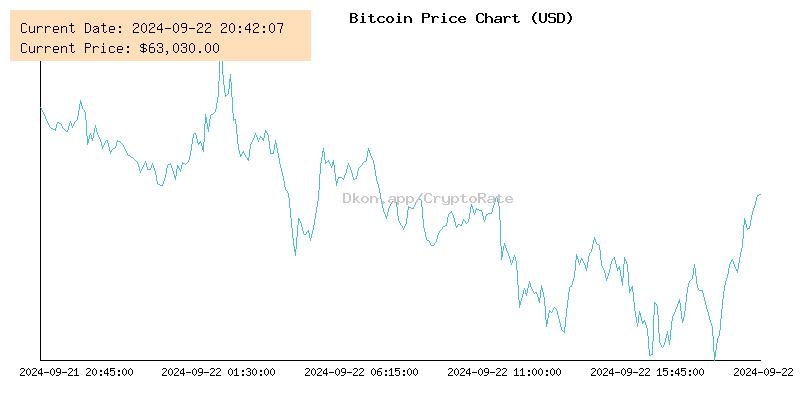 Bitcoin Price Chart (USD)
Current Date: 2024-09-22 20:42:07
Current Price: $63,030.00
Dkon.app/CryptoRate
2024-09-21 20:45:00 2024-09-22 01:30:00 2024-09-22 06:15:00 2024-09-22 11:00:00 2024-09-22 15:45:00 2024-09-22